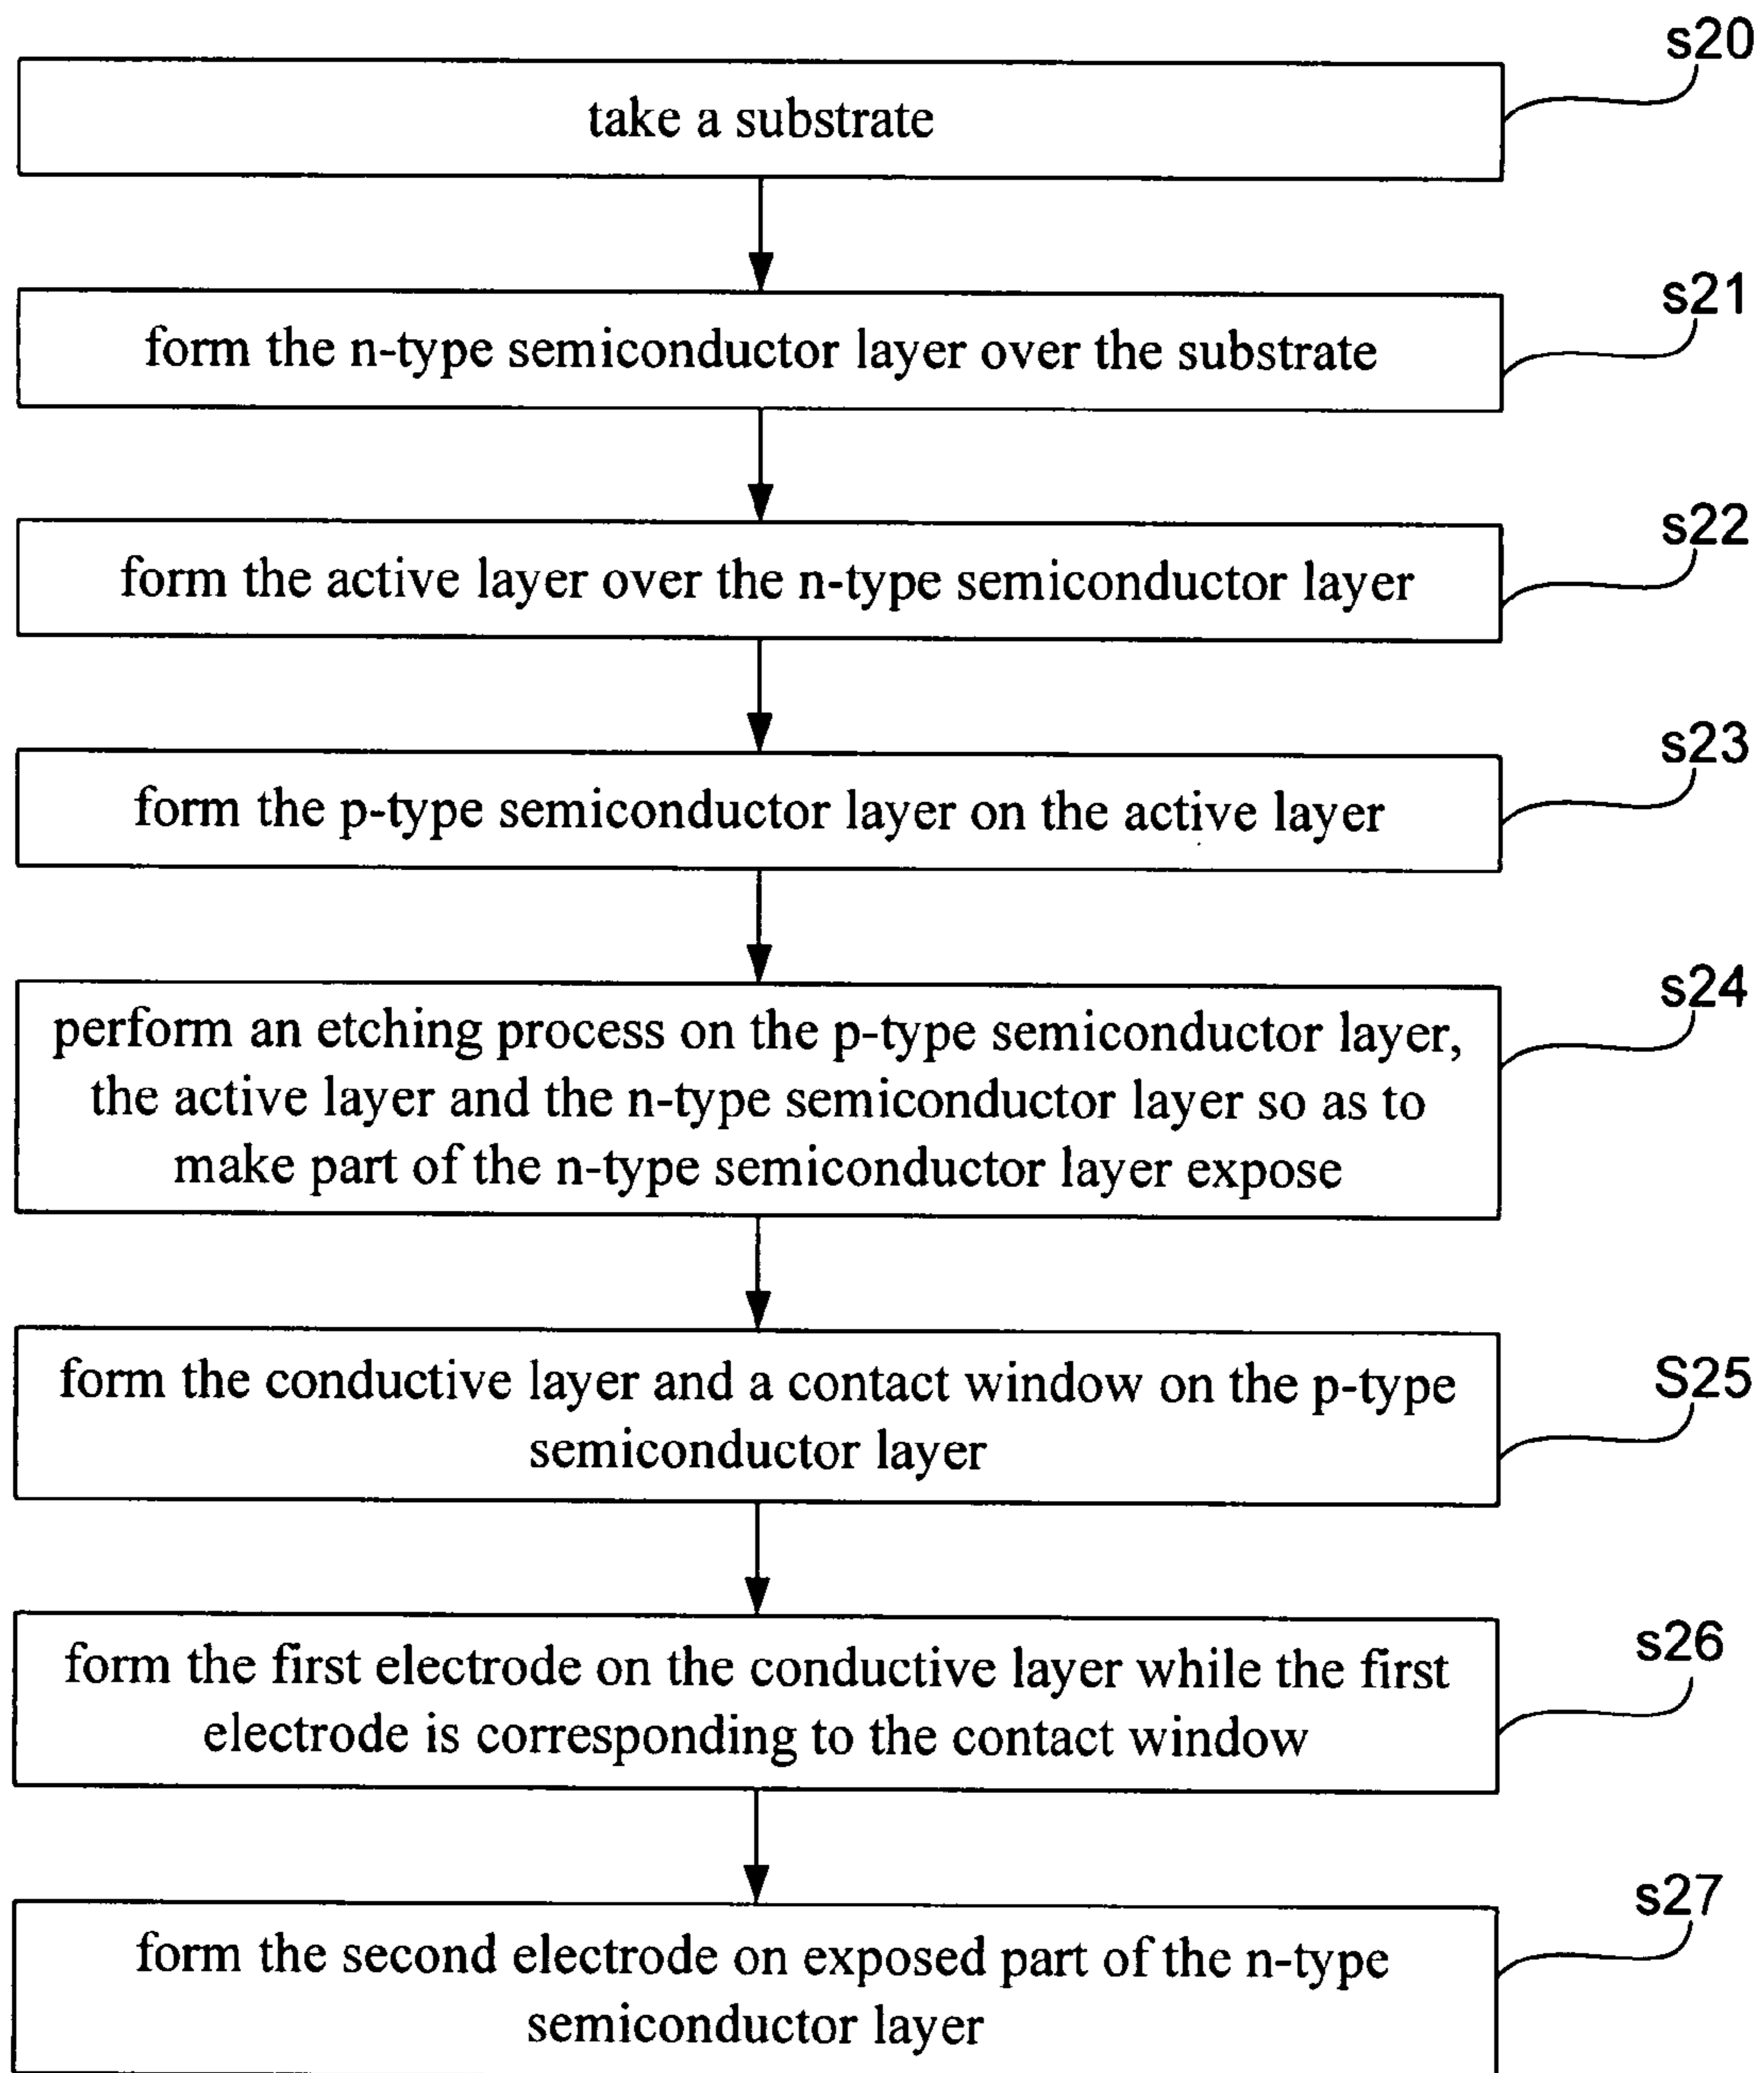 s20
take a substrate
s21
form the n-type semiconductor layer over the substrate
s22
form the active layer over the n-type semiconductor layer
s23
form the p-type semiconductor layer on the active layer
s24
perform an etching process on the p-type semiconductor layer,
the active layer and the n-type semiconductor layer so as to
make part of the n-type semiconductor layer expose
S25
form the conductive layer and a contact window on the p-type
semiconductor layer
s26
form the first electrode on the conductive layer while the first
electrode is corresponding to the contact window
s27
form the second electrode on exposed part of the n-type
semiconductor layer